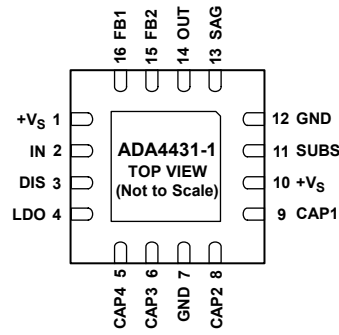 16 FB1
15 FB2
14 OUT
13 SAG
+VS 1
IN 2
DIS 3
LDO 4
ADA4431-1
TOP VIEW
(Not to Scale)
12 GND
11 SUBS
10 +VS
9 CAP1
CAP4 5
CAP3 6
GND 7
CAP2 8